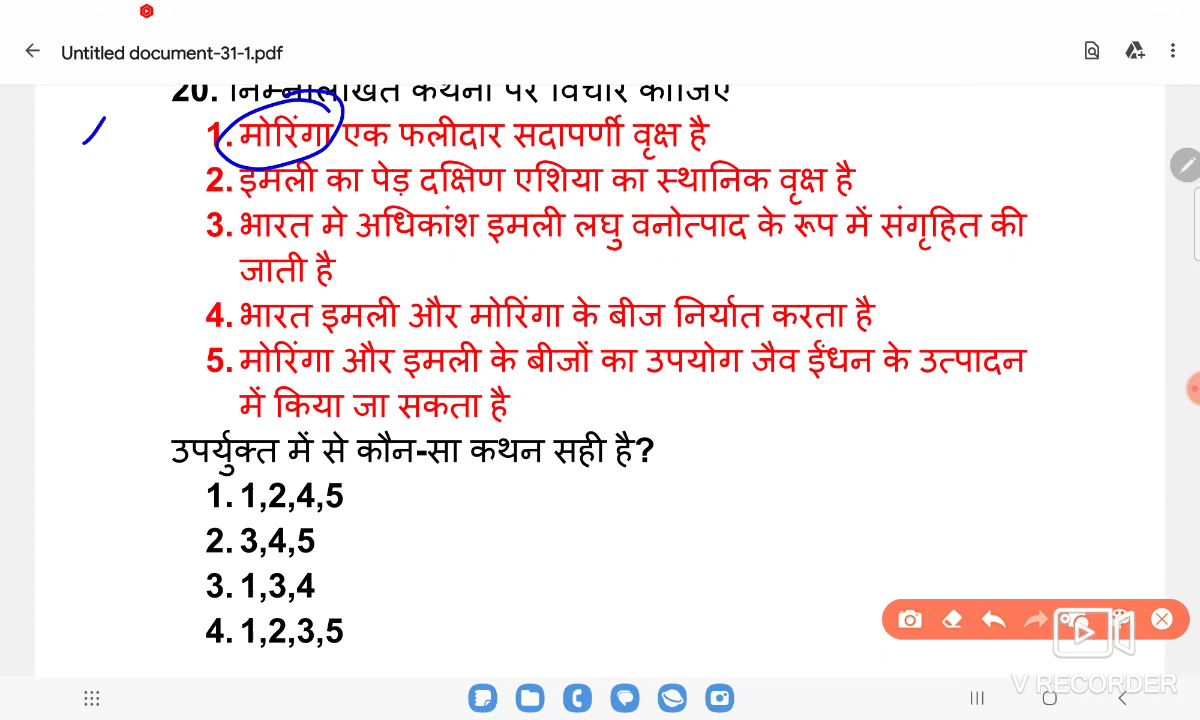 Untitled document-31-1.pdf
20. निम्नलिखित कथनों पर विचार कीजिए
1. मोरिंगा एक फलीदार सदापर्णी वृक्ष है
2. इमली का पेड़ दक्षिण एशिया का स्थानिक वृक्ष है
3. भारत मे अधिकांश इमली लघु वनोत्पाद के रूप में संगृहित की
जाती है
4. भारत इमली और मोरिंगा के बीज निर्यात करता है
5. मोरिंगा और इमली के बीजों का उपयोग जैव ईंधन के उत्पादन
में किया जा सकता है
उपर्युक्त में से कौन-सा कथन सही है?
1. 1,2,4,5
2. 3,4,5
3. 1,3,4
4. 1,2,3,5
V RECORDER